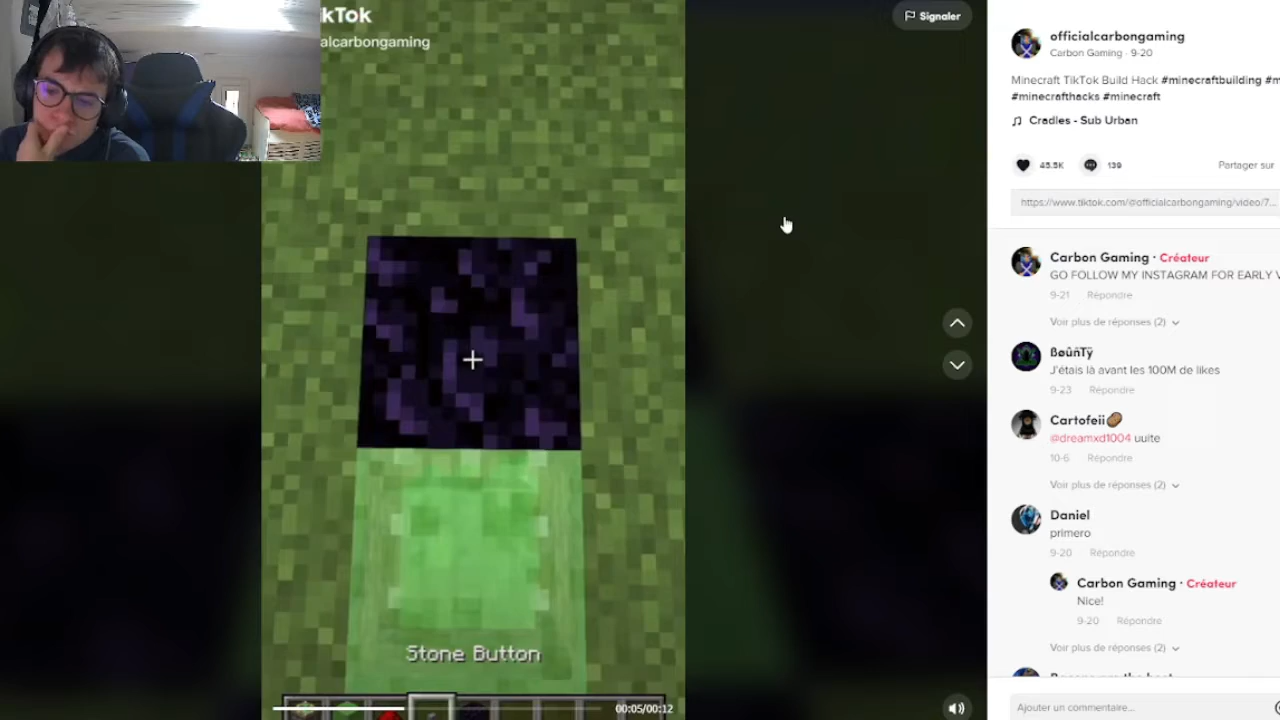 kTok
alcarbongaming
Signaler
Stone Button
00:05/00:12
officialcarbongaming
Carbon Gaming · 9-20
Minecraft TikTok Build Hack #minecraftbuilding #m
#minecrafthacks #minecraft
Cradles - Sub Urban
45.5K
139
Partager sur
https://www.tiktok.com/@officialcarbongaming/video/7...
Carbon Gaming · Créateur
GO FOLLOW MY INSTAGRAM FOR EARLY V
9-21 Répondre
Voir plus de réponses (2)
ßøûñTÿ
J'étais là avant les 100M de likes
9-23 Répondre
Cartofeii🥔
@dreamxd1004 uuite
10-6 Répondre
Voir plus de réponses (2)
Daniel
primero
9-20 Répondre
Carbon Gaming · Créateur
Nice!
9-20 Répondre
Voir plus de réponses (2)
Ajouter un commentaire...